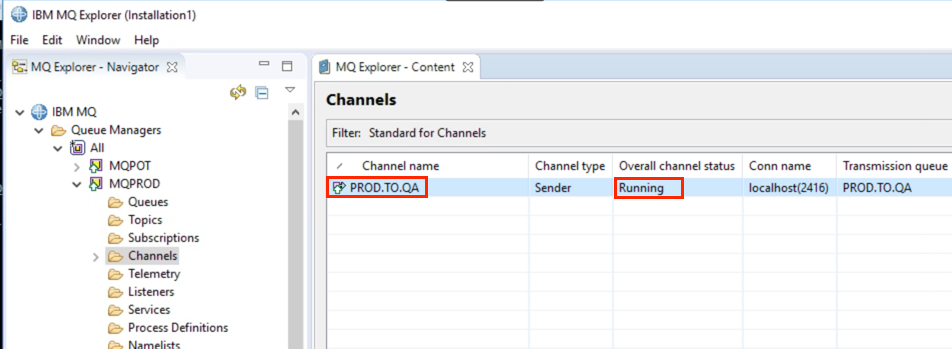 IBM MQ Explorer (Installation1)
File Edit Window Help
MQ Explorer - Navigator
IBM MQ
Queue Managers
All
MQPOT
MQPROD
Queues
Topics
Subscriptions
Channels
Telemetry
Listeners
Services
Process Definitions
Namelists
MQ Explorer - Content
Channels
Filter: Standard for Channels
Channel name Channel type Overall channel status Conn name Transmission queue
PROD.TO.QA Sender Running localhost(2416) PROD.TO.QA